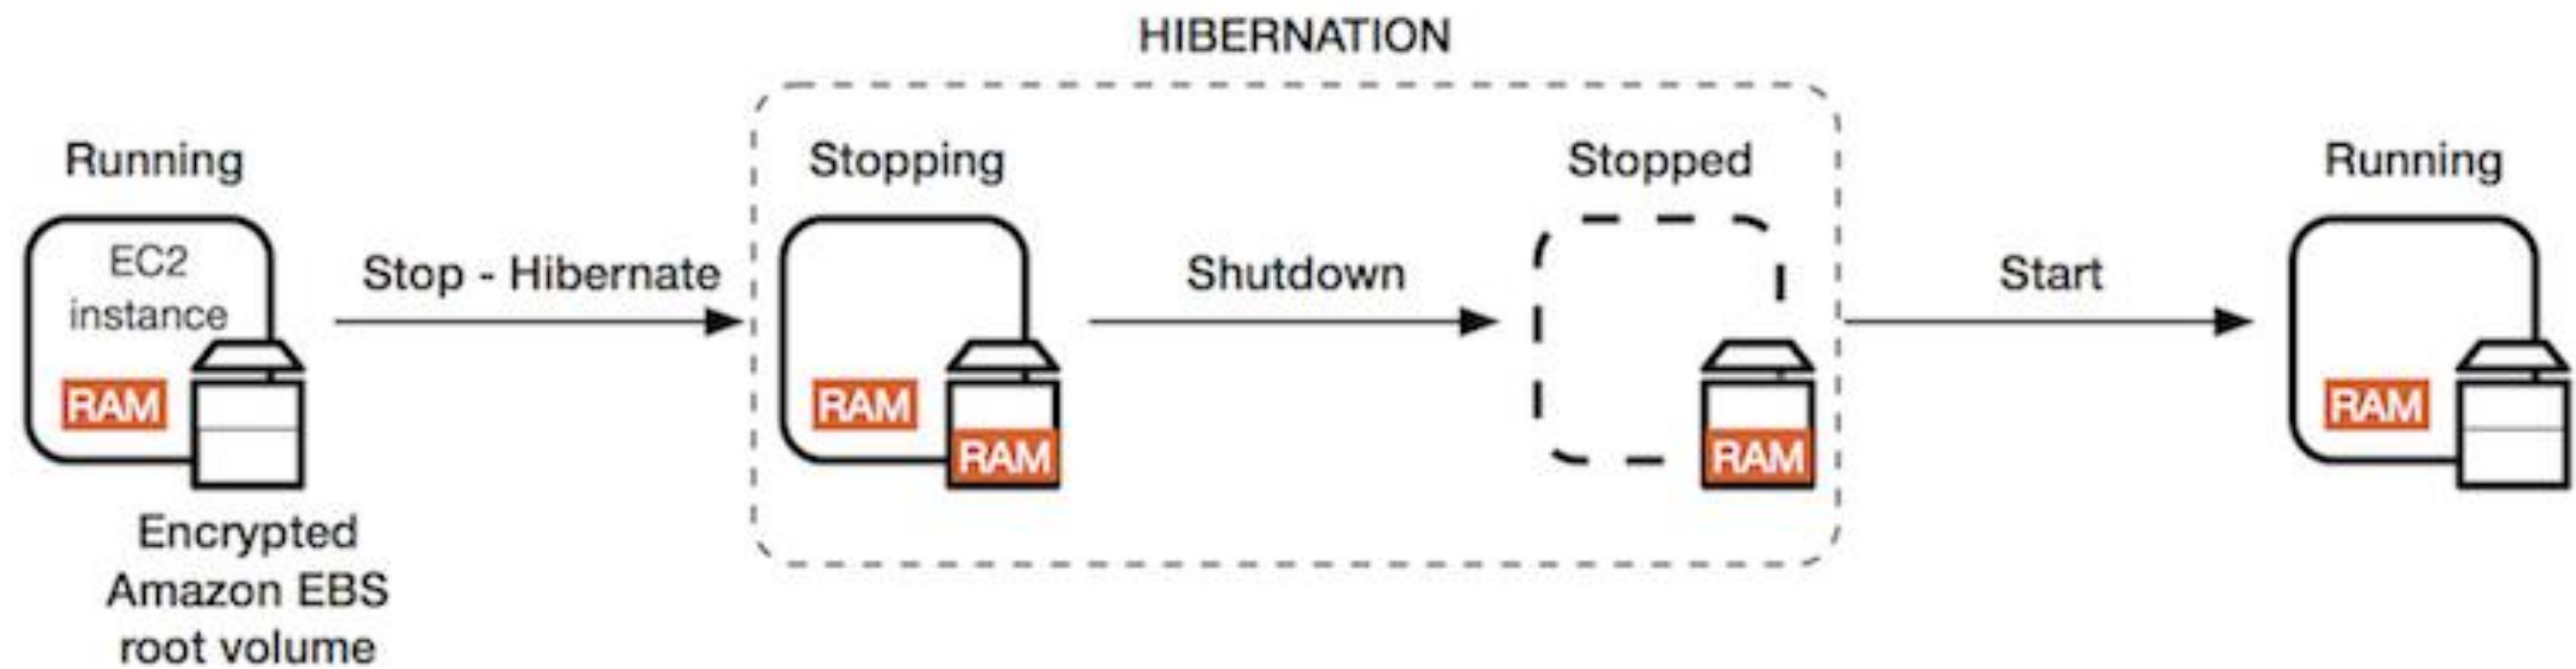 HIBERNATION
Running
Stopping
Stopped
Running
EC2
instance
Stop - Hibernate
Shutdown
Start
RAM
RAM
RAM
RAM
RAM
Encrypted
Amazon EBS
root volume